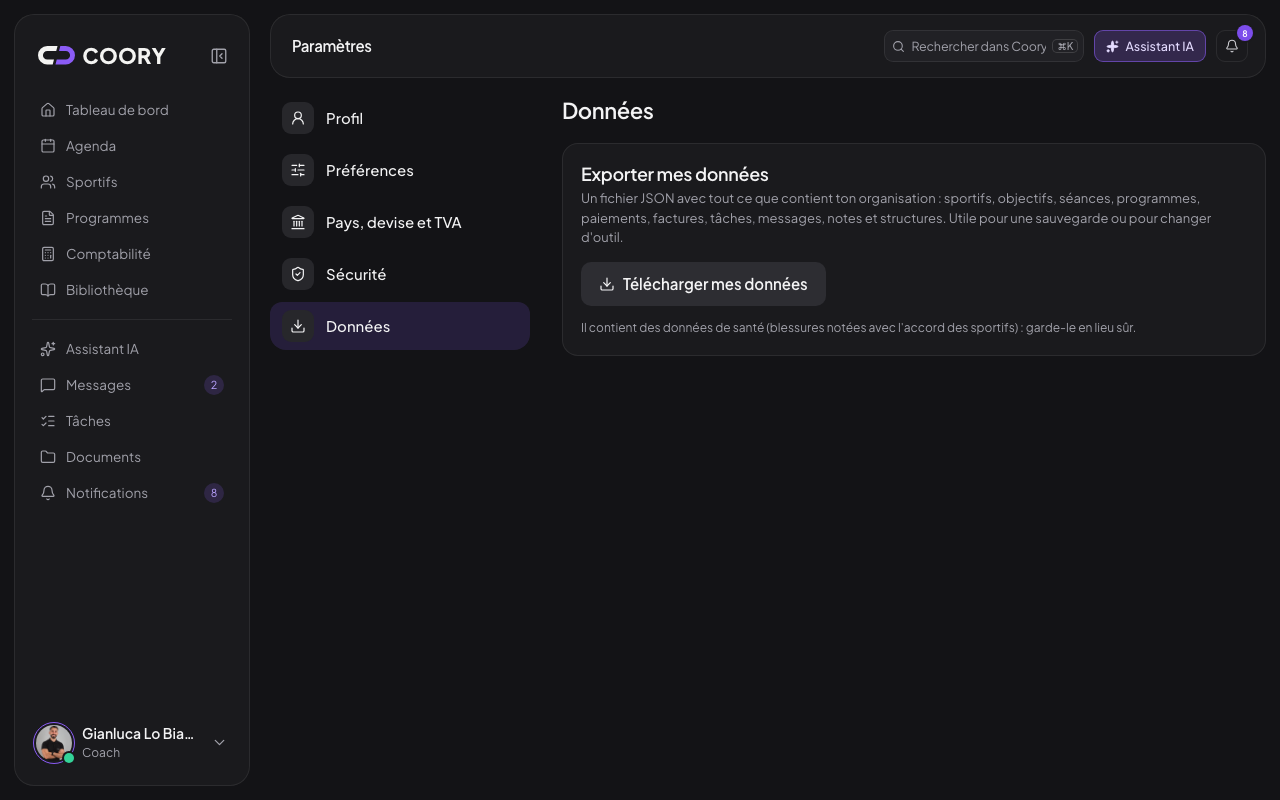 COORY
Tableau de bord
Agenda
Sportifs
Programmes
Comptabilité
Bibliothèque
Assistant IA
Messages 2
Tâches
Documents
Notifications 8
Gianluca Lo Bia...
Coach
Paramètres
Rechercher dans Coory ⌘K
Assistant IA
8
Profil
Préférences
Pays, devise et TVA
Sécurité
Données
Données
Exporter mes données
Un fichier JSON avec tout ce que contient ton organisation : sportifs, objectifs, séances, programmes,
paiements, factures, tâches, messages, notes et structures. Utile pour une sauvegarde ou pour changer
d'outil.
Télécharger mes données
Il contient des données de santé (blessures notées avec l'accord des sportifs) : garde-le en lieu sûr.